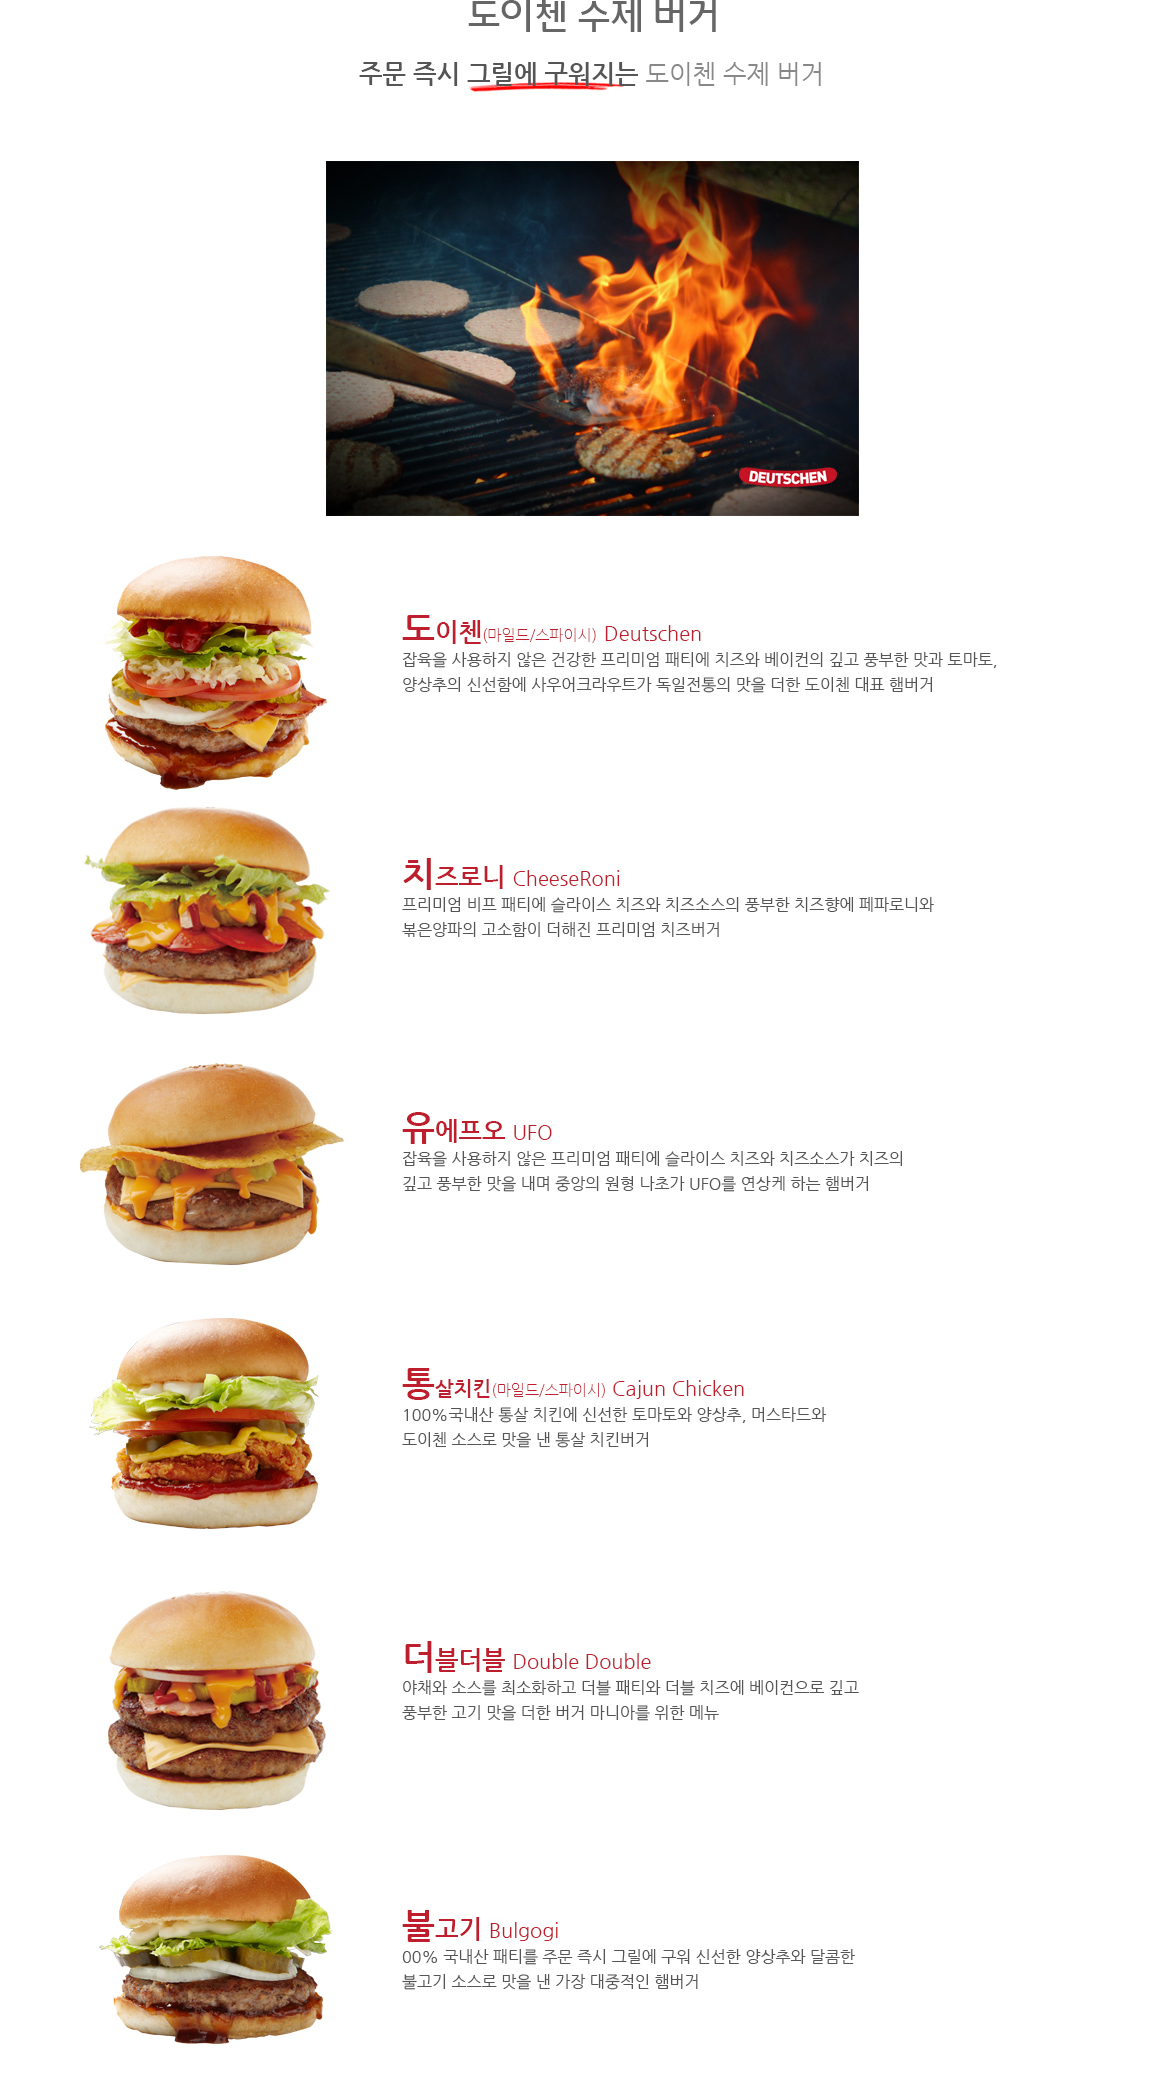 도이첸 수제 버거
주문 즉시 그릴에 구워지는 도이첸 수제 버거
DEUTSCHEN
도이첸(마일드/스파이시) Deutschen
잡육을 사용하지 않은 건강한 프리미엄 패티에 치즈와 베이컨의 깊고 풍부한 맛과 토마토,
양상추의 신선함에 사우어크라우트가 독일전통의 맛을 더한 도이첸 대표 햄버거
치즈로니 CheeseRoni
프리미엄 비프 패티에 슬라이스 치즈와 치즈소스의 풍부한 치즈향에 페파로니와
볶은양파의 고소함이 더해진 프리미엄 치즈버거
유에프오 UFO
잡육을 사용하지 않은 프리미엄 패티에 슬라이스 치즈와 치즈소스가 치즈의
깊고 풍부한 맛을 내며 중앙의 원형 나초가 UFO를 연상케 하는 햄버거
통살치킨(마일드/스파이시) Cajun Chicken
100%국내산 통살 치킨에 신선한 토마토와 양상추, 머스타드와
도이첸 소스로 맛을 낸 통살 치킨버거
더블더블 Double Double
야채와 소스를 최소화하고 더블 패티와 더블 치즈에 베이컨으로 깊고
풍부한 고기 맛을 더한 버거 마니아를 위한 메뉴
불고기 Bulgogi
00% 국내산 패티를 주문 즉시 그릴에 구워 신선한 양상추와 달콤한
불고기 소스로 맛을 낸 가장 대중적인 햄버거